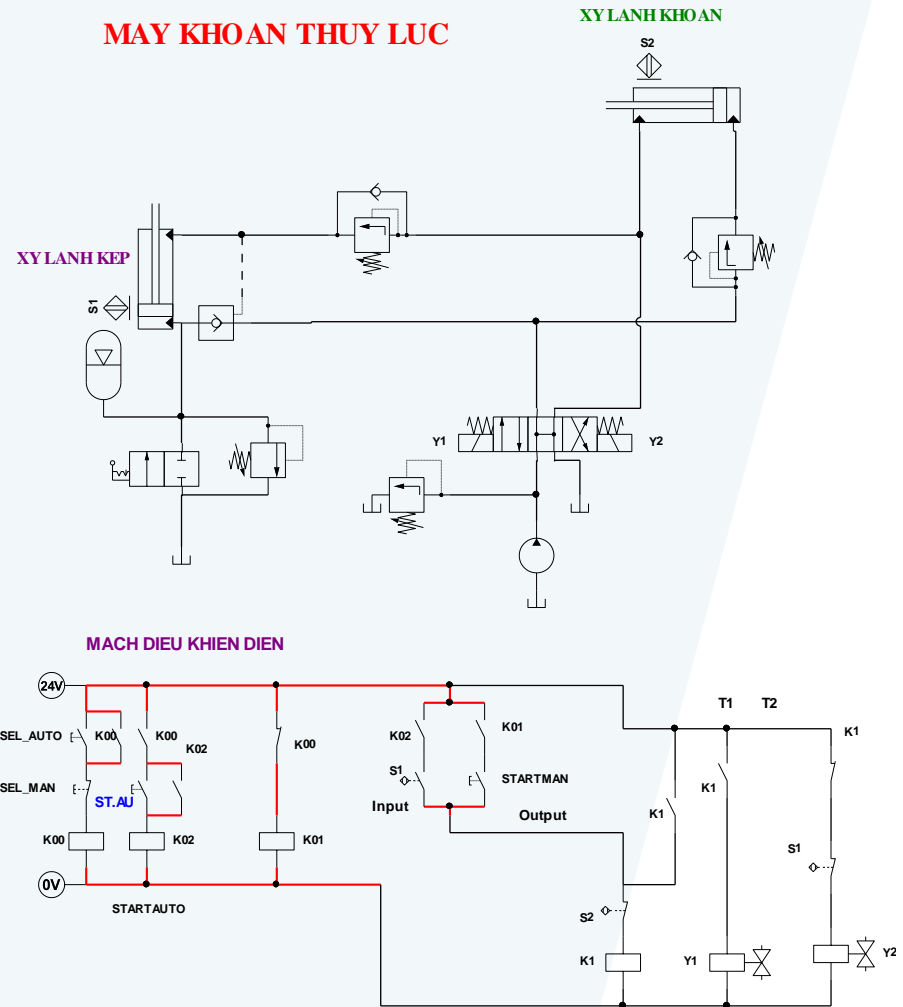 XY LANH KHOAN
MAY KHOAN THUY LUC
S2
XY LANH KEP
S1
Y1
Y2
MACH DIEU KHIEN DIEN
24V
T1 T2
SEL_AUTO K00 K00 K00 K02 K01 K1
K02
S1
SEL_MAN STARTMAN K1
ST.AU Input Output K1
K00 K02 K01 S1
0V
STARTAUTO
S2
K1 Y1 Y2